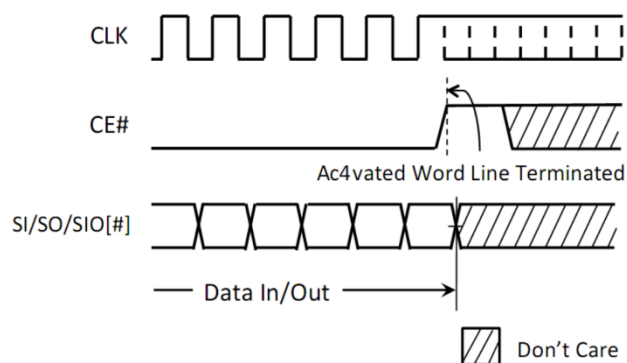 CLK
CE#
Ac4vated Word Line Terminated
SI/SO/SIO[#]
Data In/Out
Don't Care